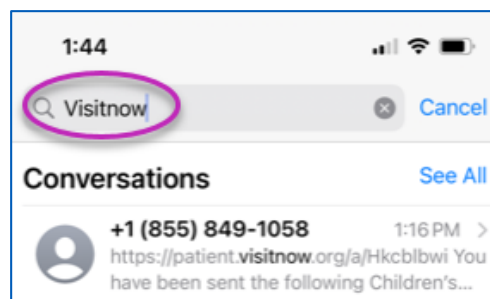 1:44
Visitnow
Cancel
Conversations
See All
+1 (855) 849-1058
1:16 PM
https://patient.visitnow.org/a/Hkcblbwi You
have been sent the following Children's...